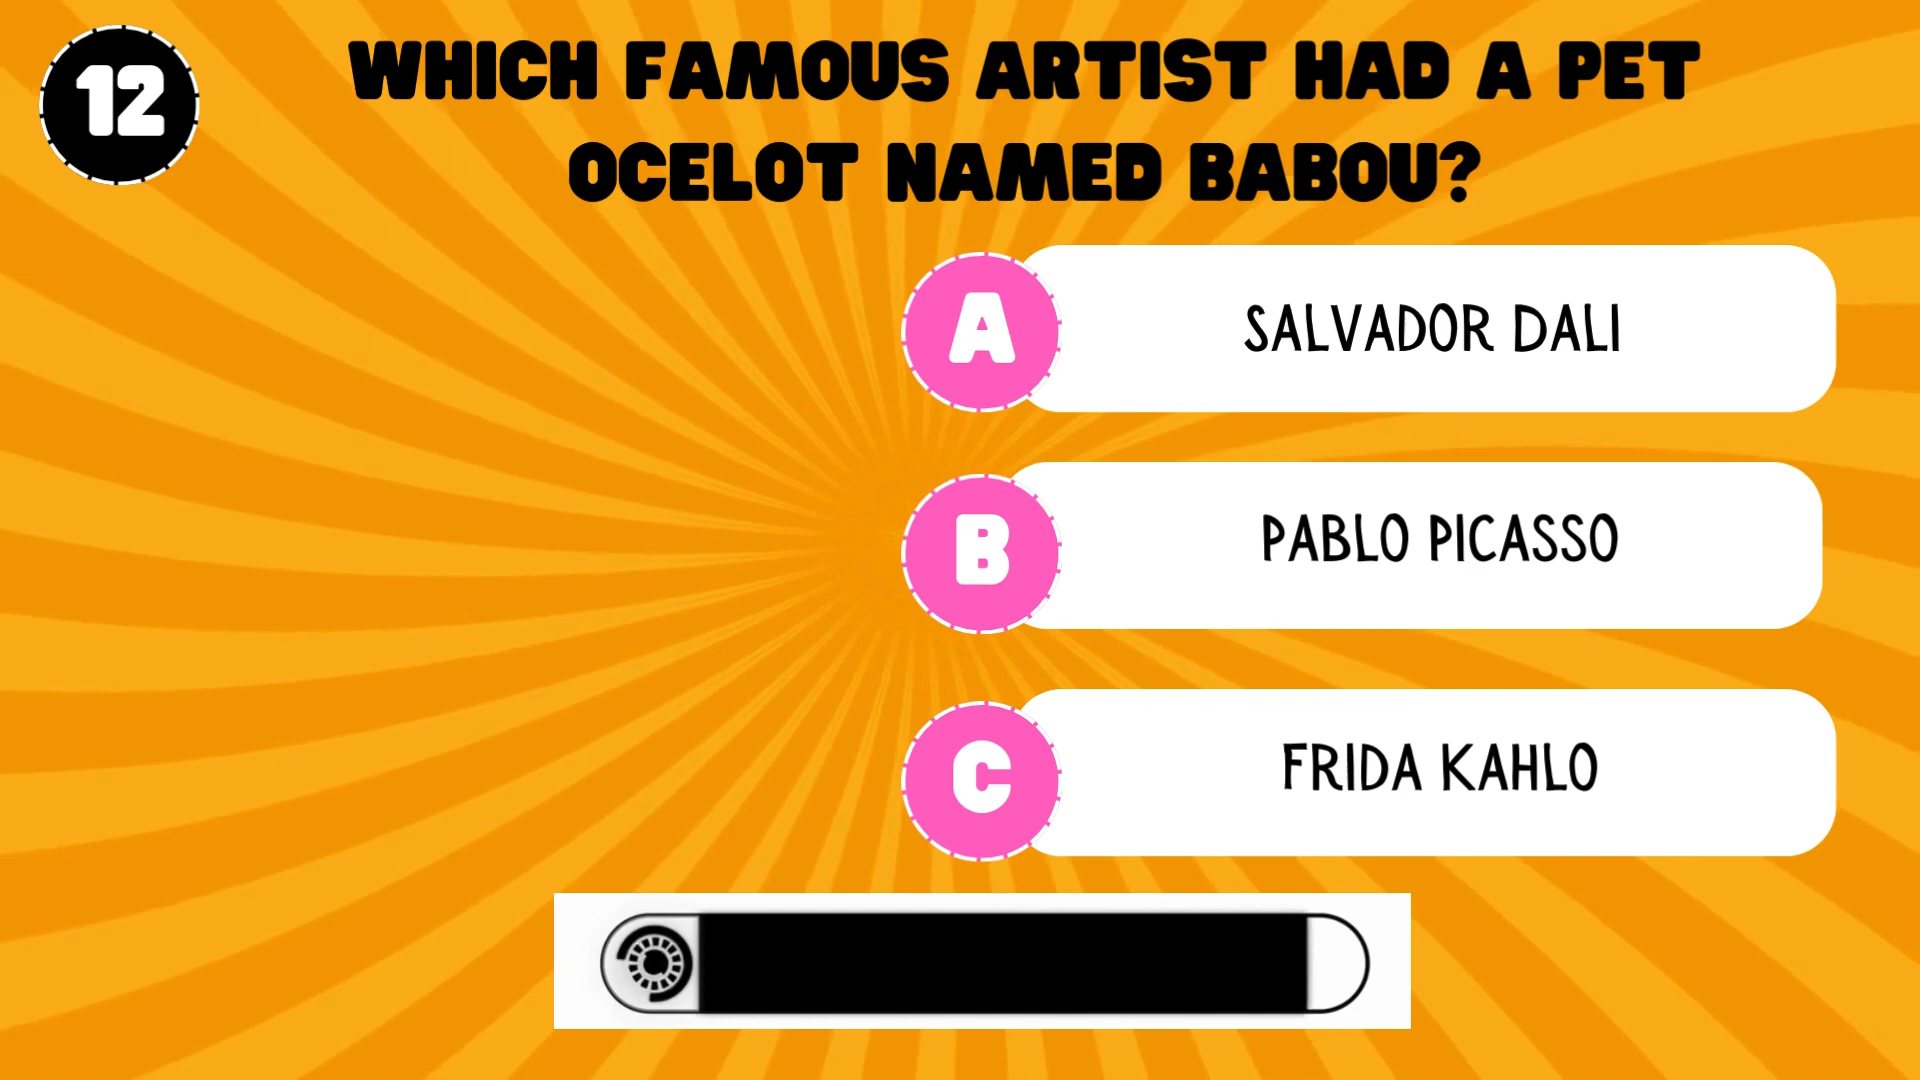 12
WHICH FAMOUS ARTIST HAD A PET
OCELOT NAMED BABOU?
A
SALVADOR DALI
B
PABLO PICASSO
C
FRIDA KAHLO